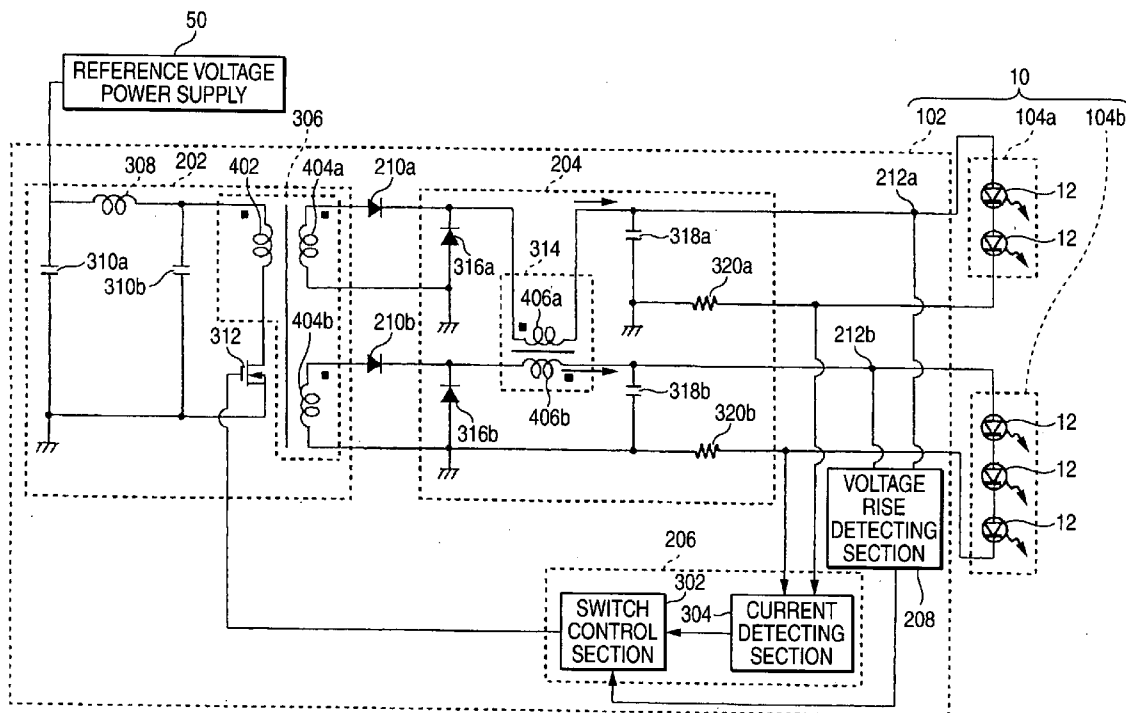 50
REFERENCE VOLTAGE
POWER SUPPLY
10
306
102
104a
104b
202
308
402
404a
210a
204
212a
12
12
310a
310b
316a
314
318a
320a
406a
404b
210b
212b
312
406b
318b
316b
320b
12
12
12
VOLTAGE
RISE
DETECTING
SECTION
206
302
304
208
SWITCH
CONTROL
SECTION
CURRENT
DETECTING
SECTION